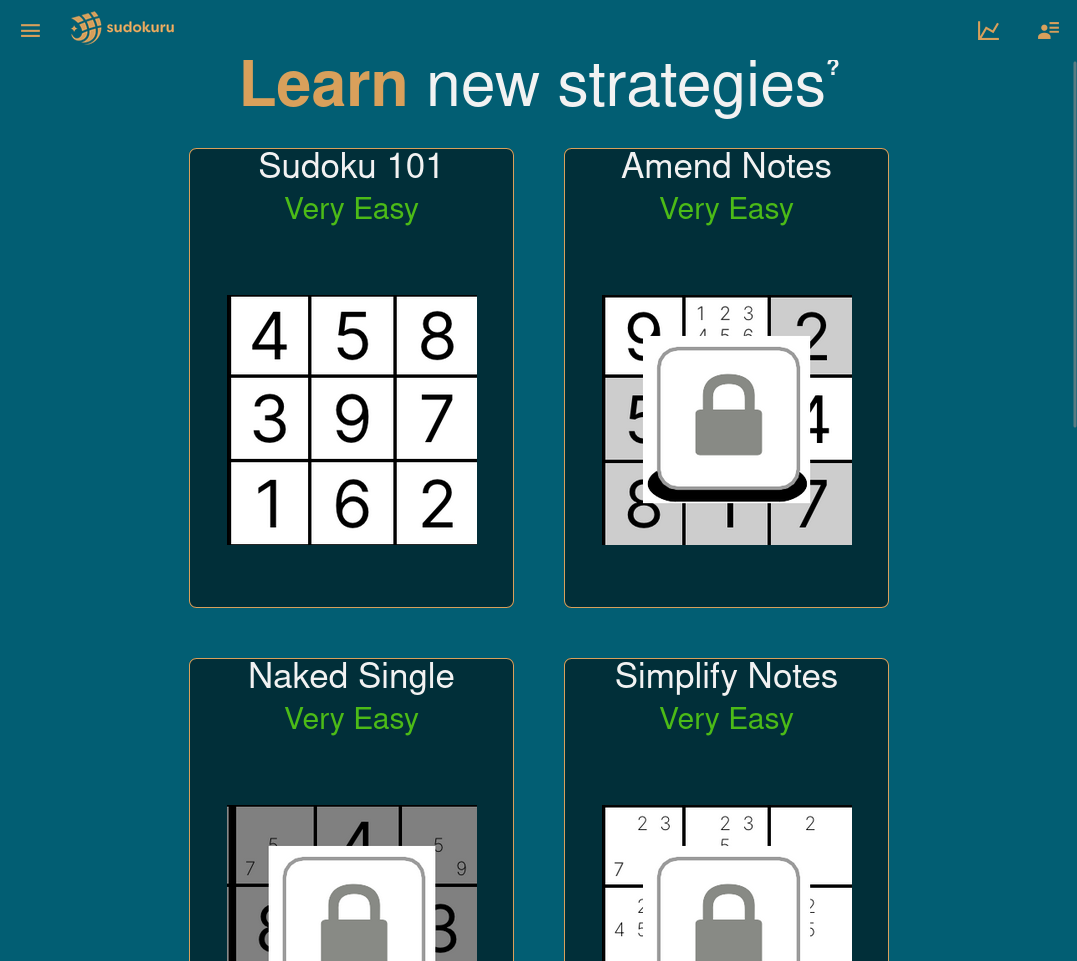 sudokuru
Learn new strategies?
Sudoku 101
Very Easy
4 5 8
3 9 7
1 6 2
Amend Notes
Very Easy
9 1 2 3 2
4 5 6
5 4
8 1 7
Naked Single
Very Easy
4
5 5
7 9
8 3
Simplify Notes
Very Easy
2 3 2 3 2
5
7
2 2
4 5 5